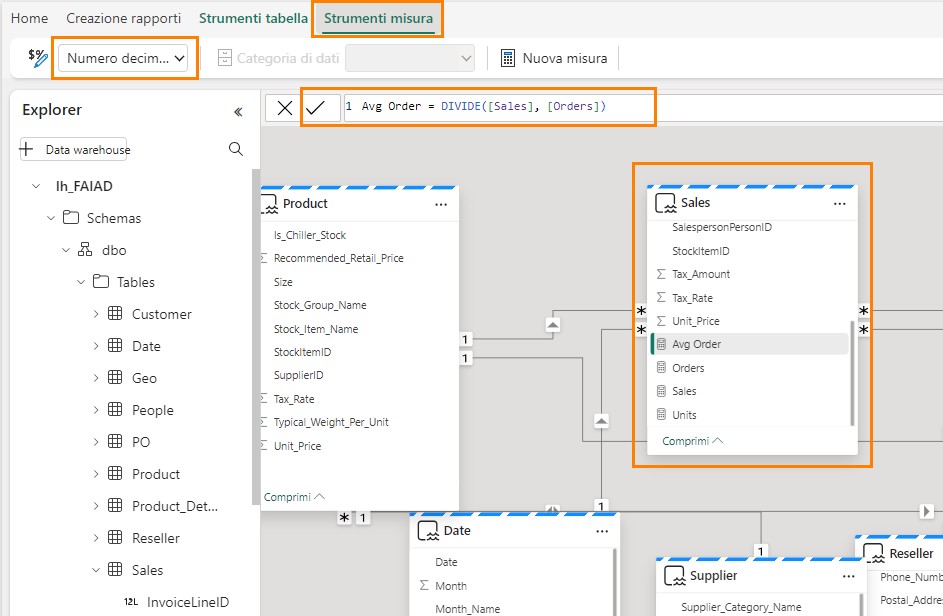 Home Creazione rapporti Strumenti tabella Strumenti misura
$% Numero decim... Categoria di dati Nuova misura
Explorer «
+ Data warehouse
lh_FAIAD
Schemas
dbo
Tables
Customer
Date
Geo
People
PO
Product
Product_Det...
Reseller
Sales
12L InvoiceLineID
1 Avg Order = DIVIDE([Sales], [Orders])
Product ...
Is_Chiller_Stock
Σ Recommended_Retail_Price
Size
Stock_Group_Name
Stock_Item_Name
StockItemID
SupplierID
Σ Tax_Rate
Σ Typical_Weight_Per_Unit
Σ Unit_Price
Comprimi
1
1
* 1
Sales ...
SalespersonPersonID
StockItemID
Σ Tax_Amount
Σ Tax_Rate
Σ Unit_Price
Avg Order
Orders
Sales
Units
Comprimi
* *
* *
1
1
Date ...
Date
Σ Month
Month_Name
Supplier ...
Supplier_Category_Name
Reseller
Phone_Numb
Postal_Addre